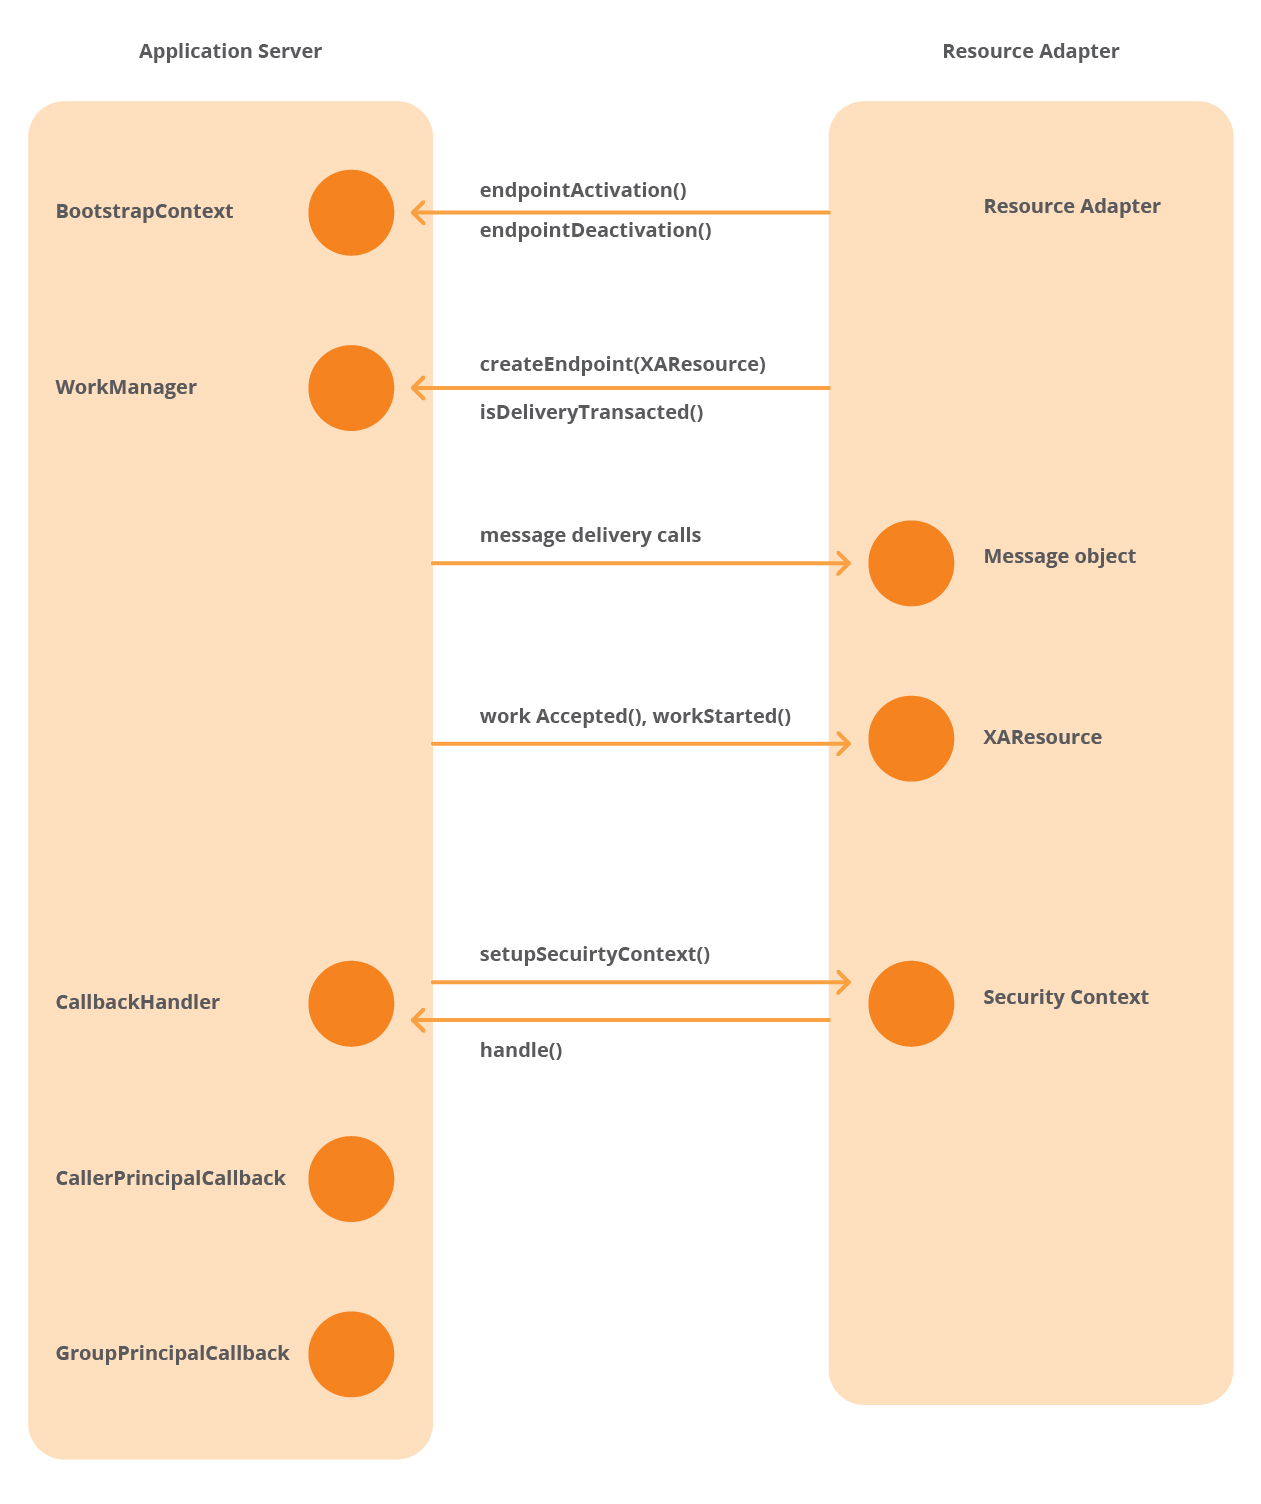 Application Server
Resource Adapter
BootstrapContext
endpointActivation()
endpointDeactivation()
Resource Adapter
WorkManager
createEndpoint(XAResource)
isDeliveryTransacted()
message delivery calls
Message object
work Accepted(), workStarted()
XAResource
CallbackHandler
setupSecuirtyContext()
handle()
Security Context
CallerPrincipalCallback
GroupPrincipalCallback